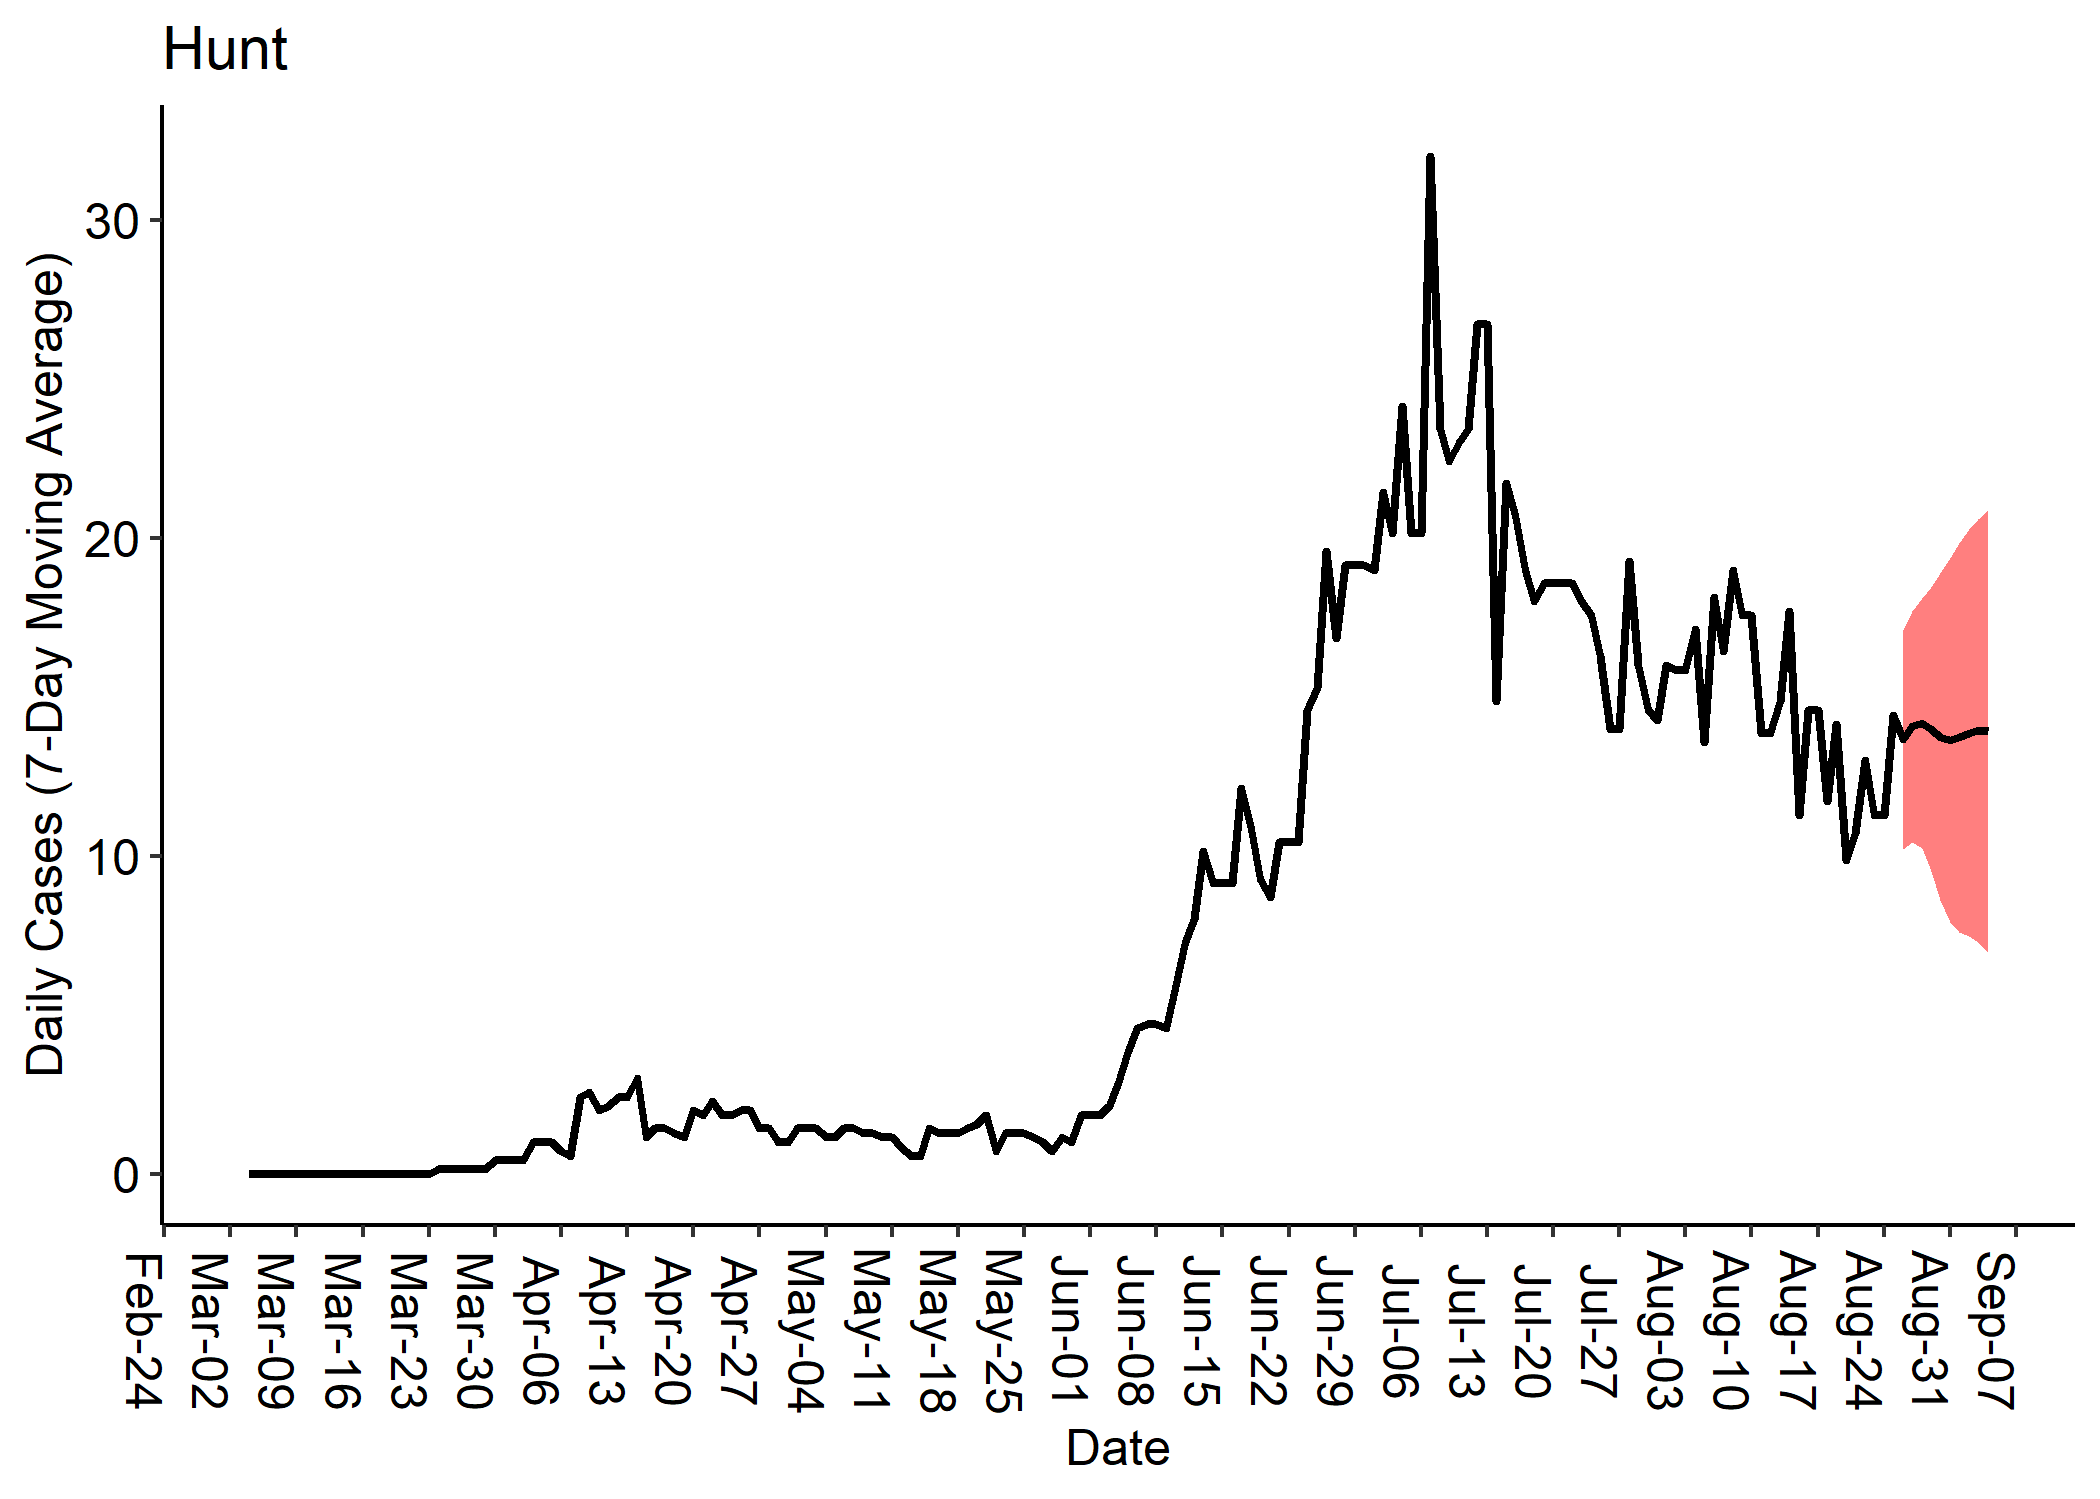 Hunt
Daily Cases (7-Day Moving Average)
30
20
10
0
Feb-24
Mar-02
Mar-09
Mar-16
Mar-23
Mar-30
Apr-06
Apr-13
Apr-20
Apr-27
May-04
May-11
May-18
May-25
Jun-01
Jun-08
Jun-15
Jun-22
Jun-29
Jul-06
Jul-13
Jul-20
Jul-27
Aug-03
Aug-10
Aug-17
Aug-24
Aug-31
Sep-07
Date